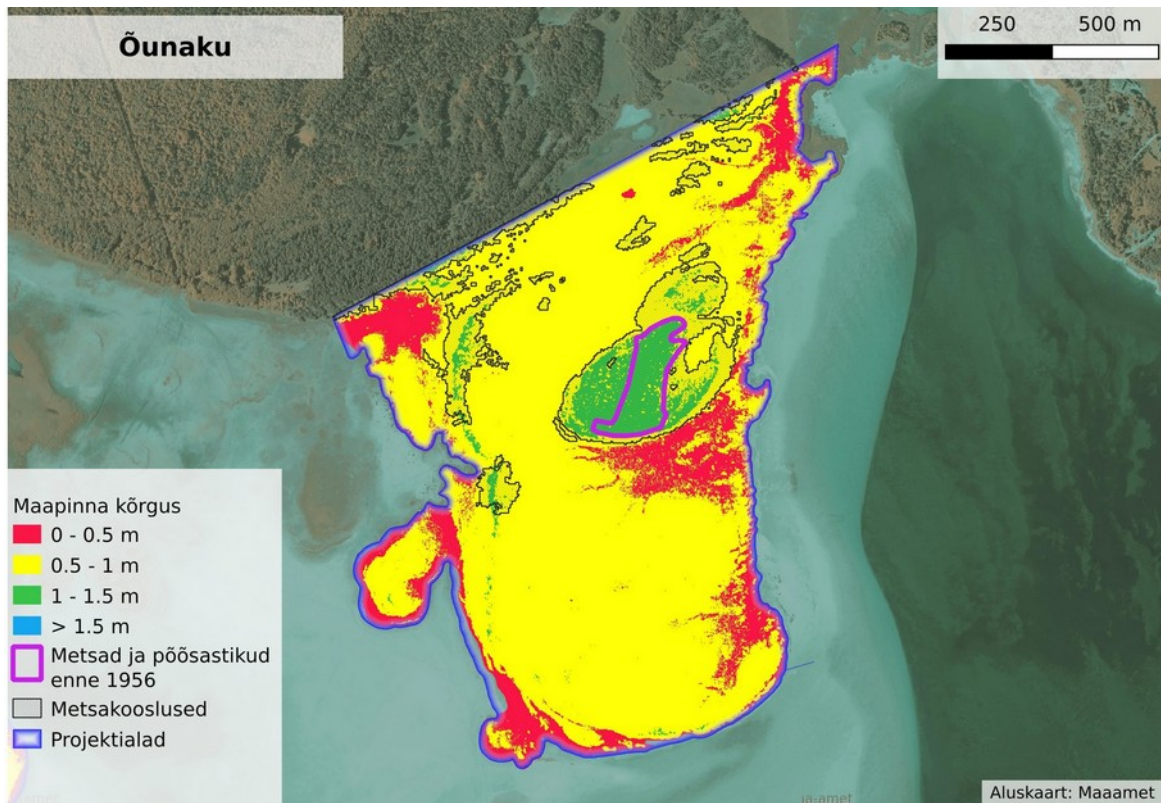 Õunaku
250 500 m
Maapinna kõrgus
0 - 0.5 m
0.5 - 1 m
1 - 1.5 m
> 1.5 m
Metsad ja põõsastikud
enne 1956
Metsakooslused
Projektialad
Aluskaart: Maaamet